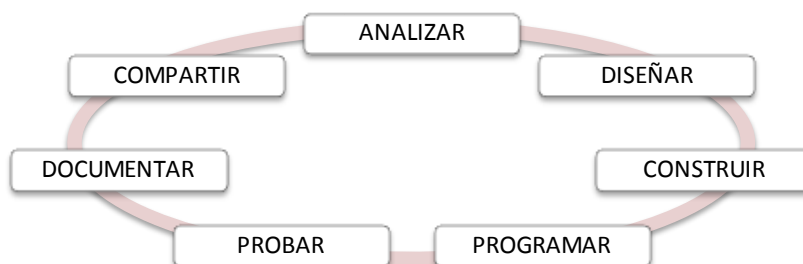 ANALIZAR
DISEÑAR
CONSTRUIR
PROGRAMAR
PROBAR
DOCUMENTAR
COMPARTIR